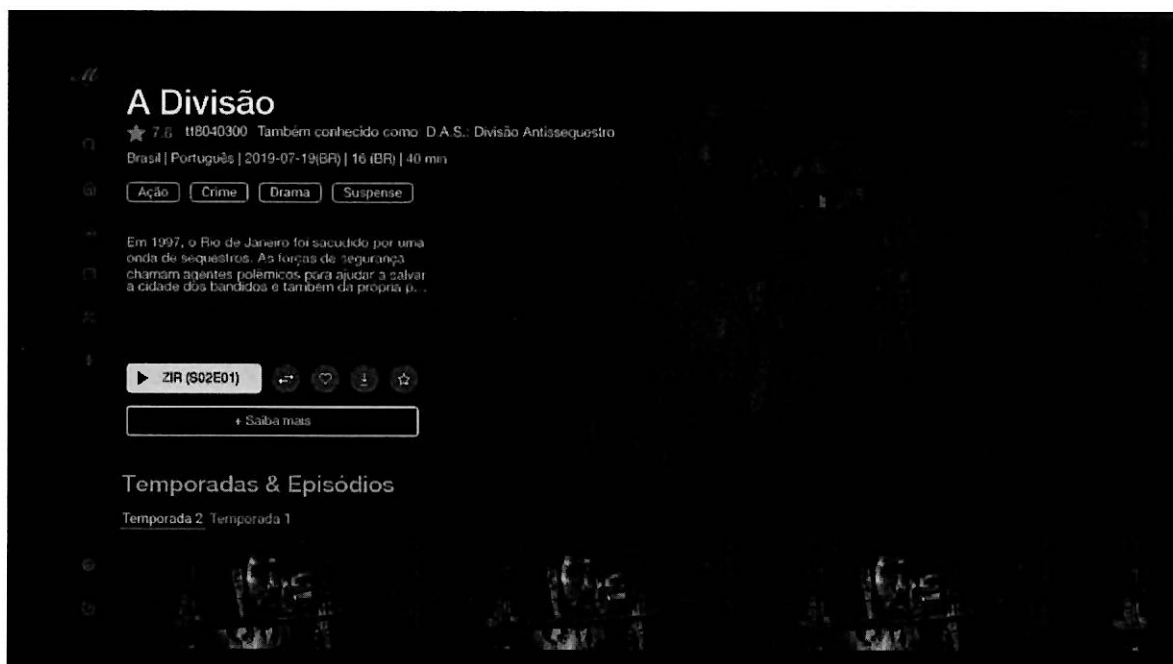 M
A Divisão
7.6 tt8040300 Também conhecido como: D.A.S.: Divisão Antissequestro
Brasil | Português | 2019-07-19(BR) | 16 (BR) | 40 min
Ação Crime Drama Suspense
Em 1997, o Rio de Janeiro foi sacudido por uma
onda de sequestros. As forças de segurança
chamam agentes polêmicos para ajudar a salvar
a cidade dos bandidos e também da própria p...
ZIR (S02E01)
+ Saiba mais
Temporadas & Episódios
Temporada 2 Temporada 1